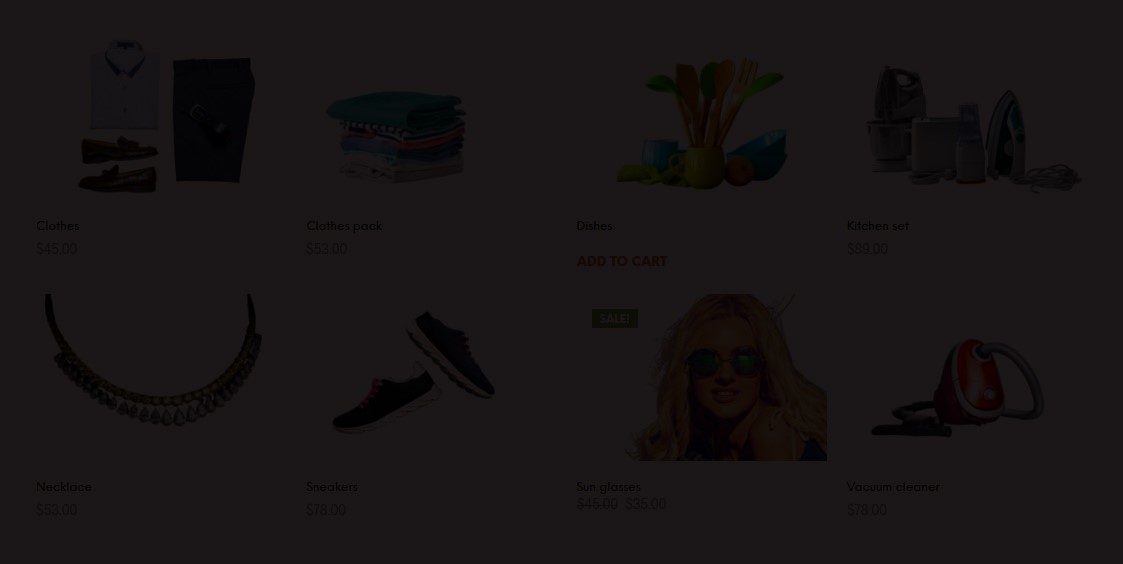 Clothes
$45.00
Clothes pack
$53.00
Dishes
ADD TO CART
Kitchen set
$89.00
Necklace
$53.00
Sneakers
$78.00
SALE!
Sun glasses
$45.00 $35.00
Vacuum cleaner
$78.00